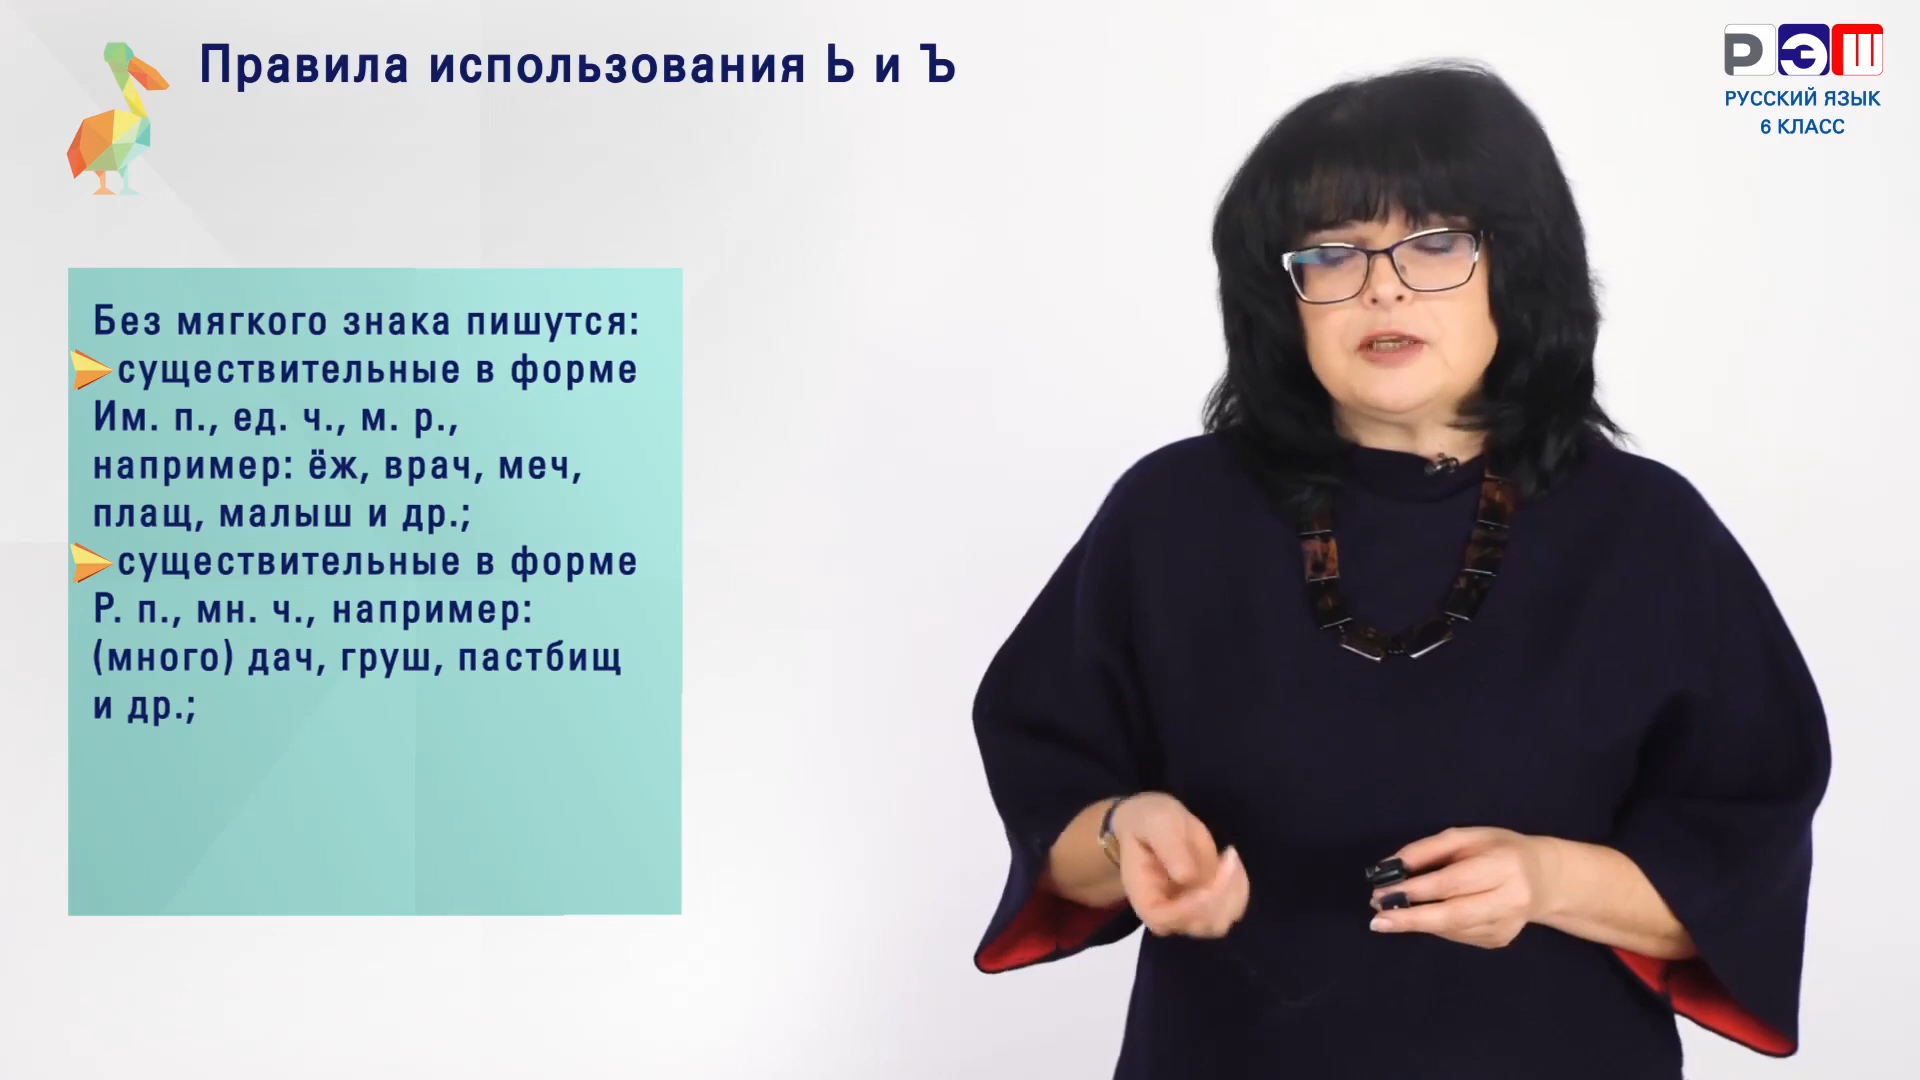 Правила использования Ь и Ъ
РЭШ
РУССКИЙ ЯЗЫК
6 КЛАСС
Без мягкого знака пишутся:
существительные в форме
Им. п., ед. ч., м. р.,
например: ёж, врач, меч,
плащ, малыш и др.;
существительные в форме
Р. п., мн. ч., например:
(много) дач, груш, пастбищ
и др.;